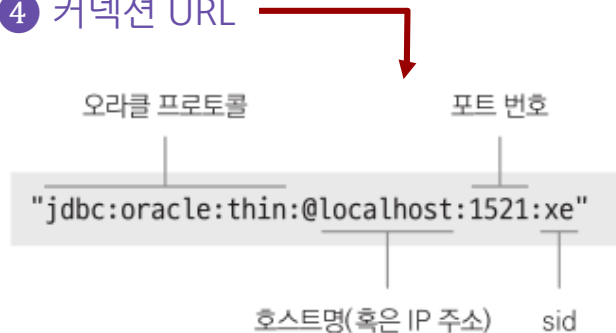 4 커넥션 URL
오라클 프로토콜 포트 번호
"jdbc:oracle:thin:@localhost:1521:xe"
호스트명(혹은 IP 주소) sid